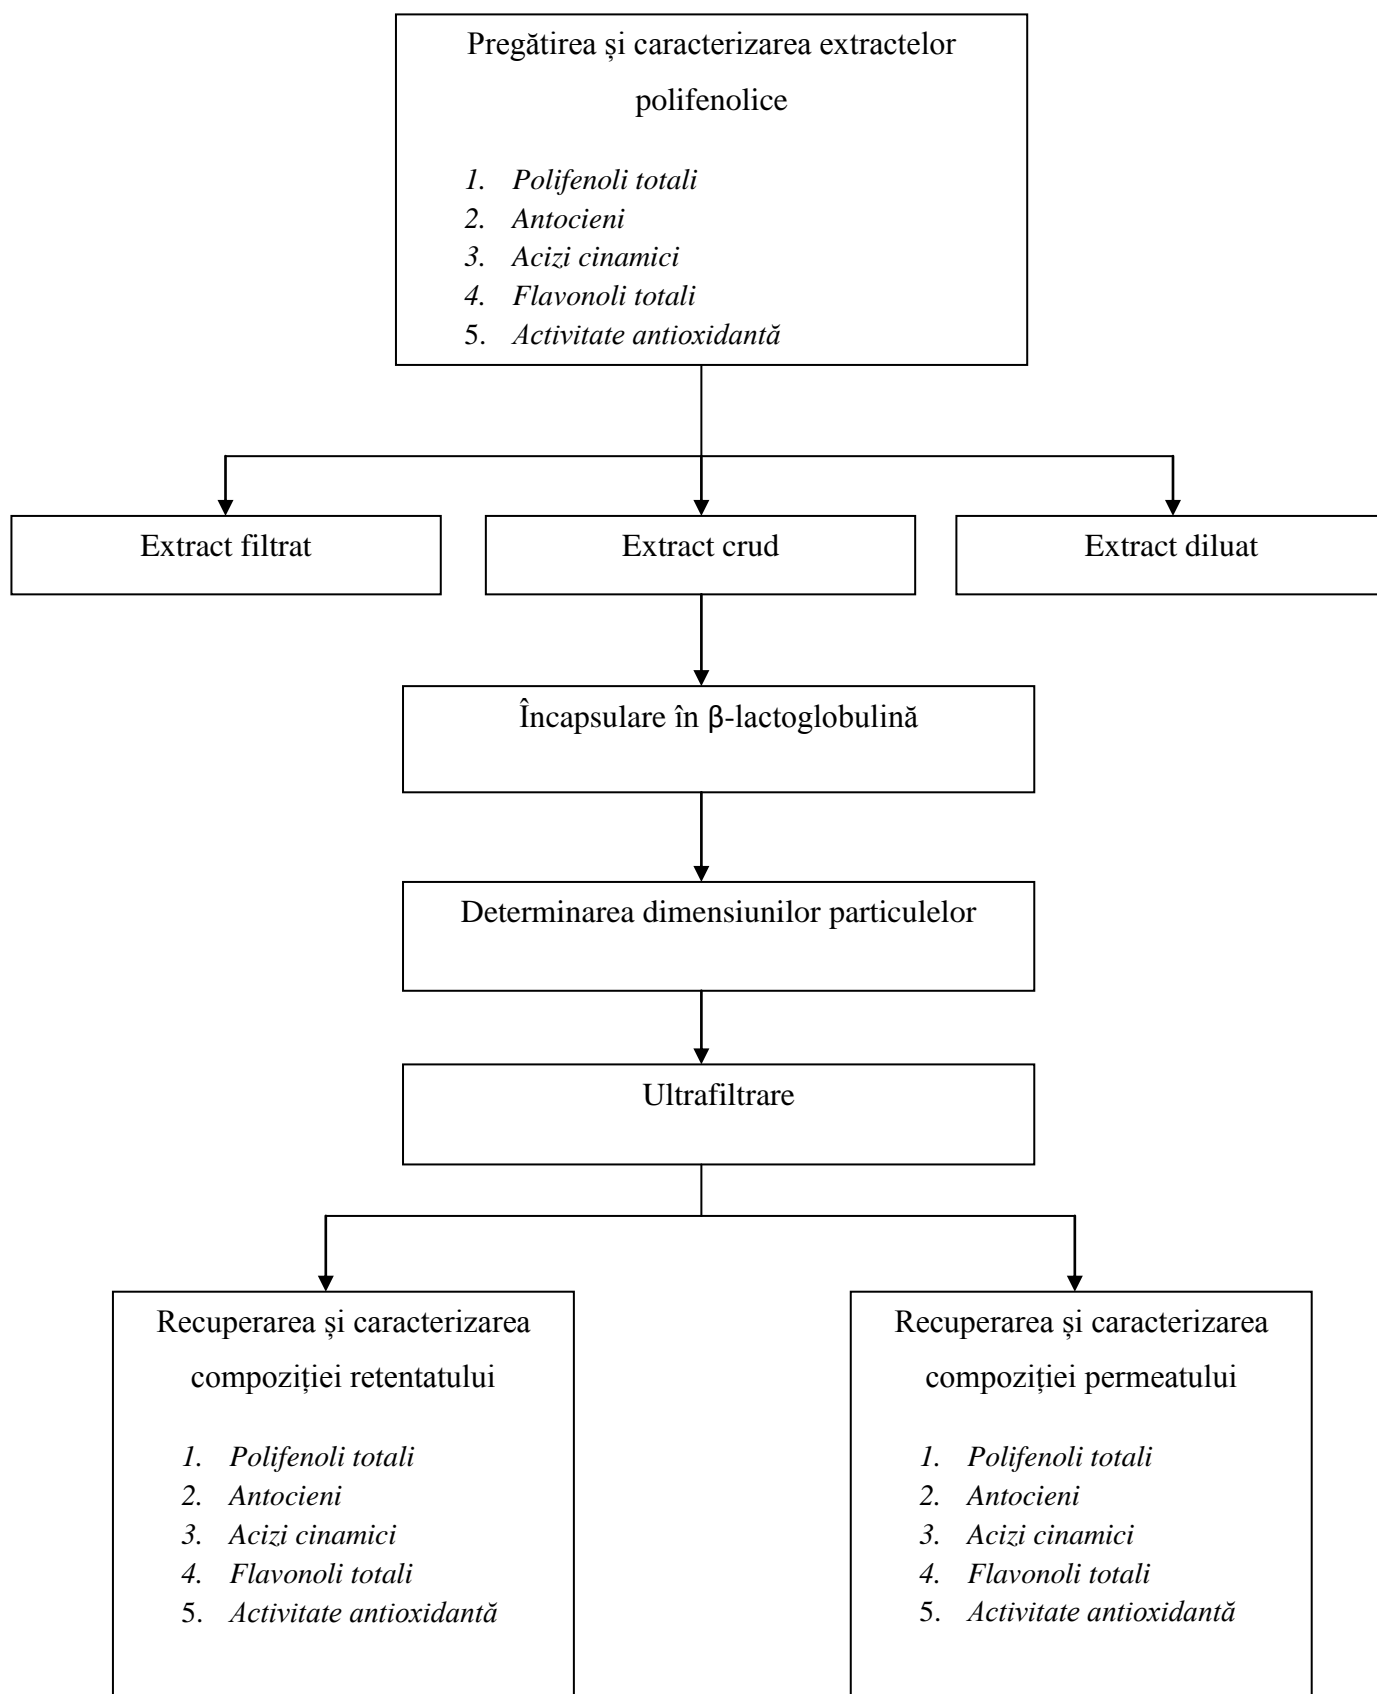 Pregătirea și caracterizarea extractelor
polifenolice
1. Polifenoli totali
2. Antocieni
3. Acizi cinamici
4. Flavonoli totali
5. Activitate antioxidantă
Extract filtrat
Extract crud
Extract diluat
Încapsulare în β-lactoglobulină
Determinarea dimensiunilor particulelor
Ultrafiltrare
Recuperarea și caracterizarea
compoziției retentatului
1. Polifenoli totali
2. Antocieni
3. Acizi cinamici
4. Flavonoli totali
5. Activitate antioxidantă
Recuperarea și caracterizarea
compoziției permeatului
1. Polifenoli totali
2. Antocieni
3. Acizi cinamici
4. Flavonoli totali
5. Activitate antioxidantă